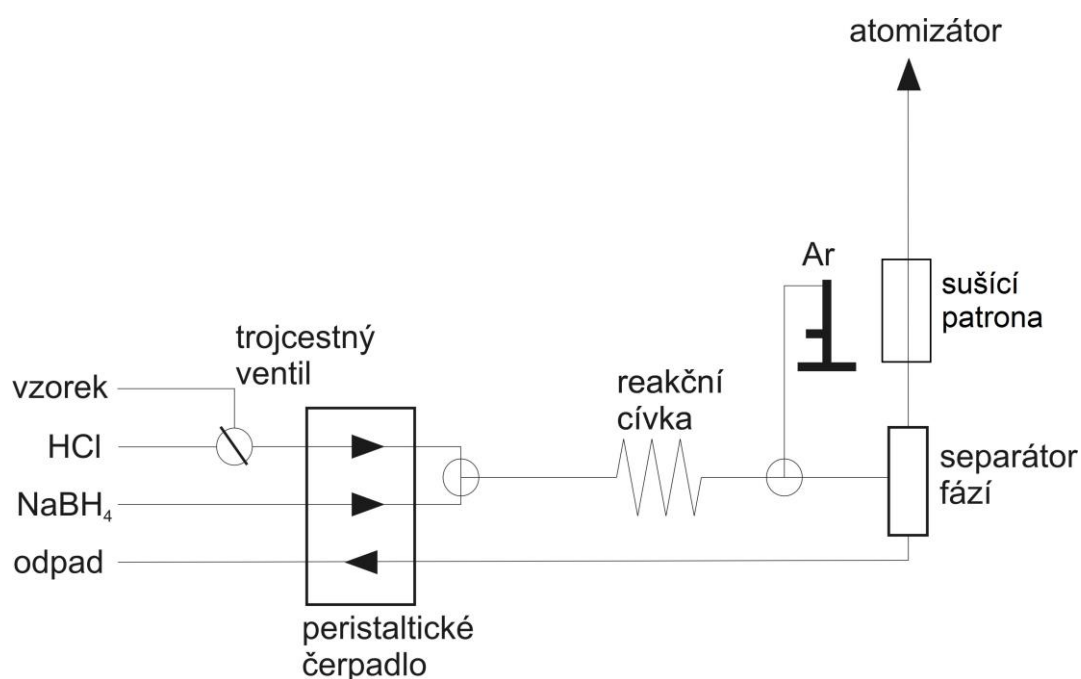 atomizátor
Ar
sušící
patrona
trojcestný
ventil
reakční
cívka
vzorek
HCl
NaBH₄
odpad
separátor
fází
peristaltické
čerpadlo